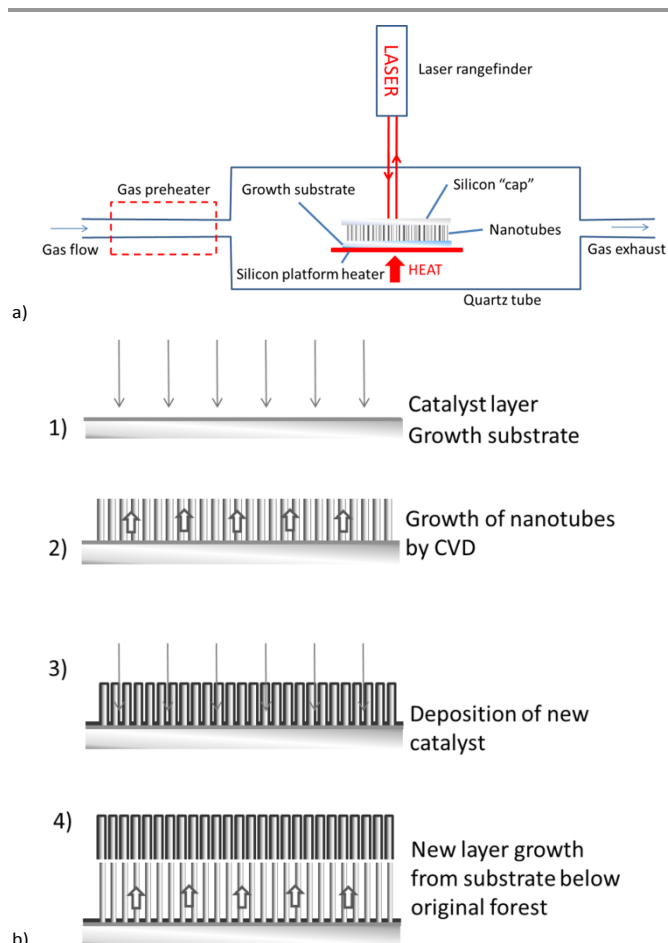 LASER
Laser rangefinder
Gas preheater
Growth substrate
Silicon “cap”
Nanotubes
Gas flow
Gas exhaust
Silicon platform heater
HEAT
Quartz tube
a)
1)
Catalyst layer
Growth substrate
2)
Growth of nanotubes
by CVD
3)
Deposition of new
catalyst
4)
New layer growth
from substrate below
original forest
b)